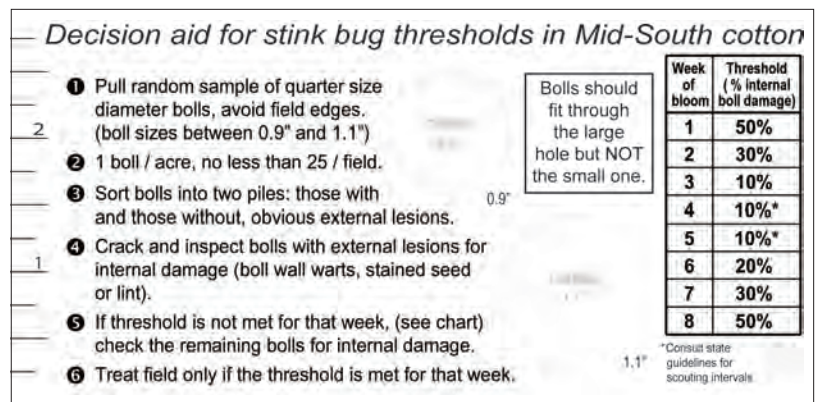 Decision aid for stink bug thresholds in Mid-South cotton
❶ Pull random sample of quarter size
diameter bolls, avoid field edges.
(boll sizes between 0.9" and 1.1")
❷ 1 boll / acre, no less than 25 / field.
❸ Sort bolls into two piles: those with
and those without, obvious external lesions.
❹ Crack and inspect bolls with external lesions for
internal damage (boll wall warts, stained seed
or lint).
❺ If threshold is not met for that week, (see chart)
check the remaining bolls for internal damage.
❻ Treat field only if the threshold is met for that week.
2
1
Bolls should
fit through
the large
hole but NOT
the small one.
0.9"
1.1"
Week of bloom Threshold (% internal boll damage)
1 50%
2 30%
3 10%
4 10%*
5 10%*
6 20%
7 30%
8 50%
*Consult state
guidelines for
scouting intervals